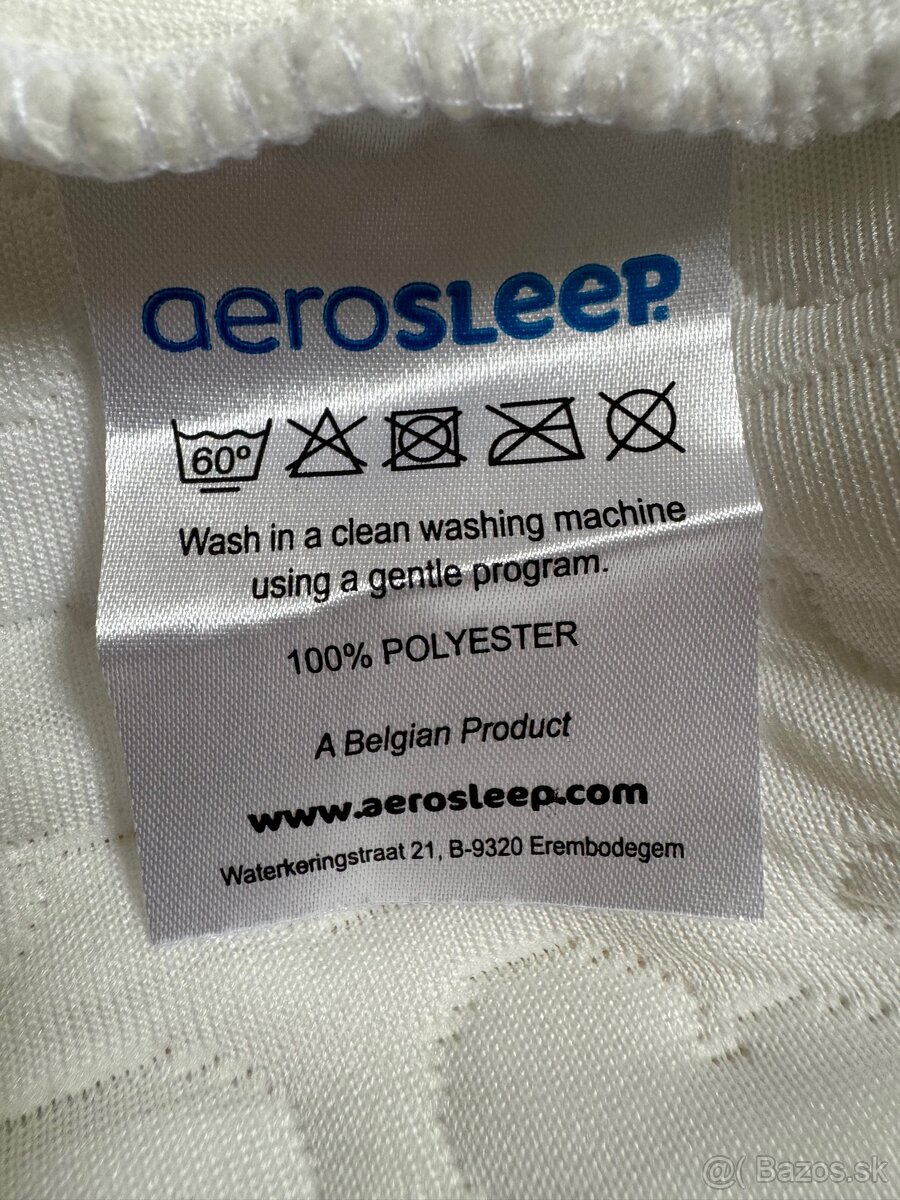 aerosleep
60º
Wash in a clean washing machine
using a gentle program.
100% POLYESTER
A Belgian Product
www.aerosleep.com
Waterkeringstraat 21, B-9320 Erembodegem
@( Bazos.sk